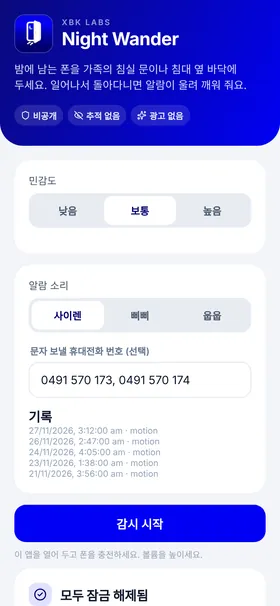 XBK LABS
Night Wander
밤에 남는 폰을 가족의 침실 문이나 침대 옆 바닥에
두세요. 일어나서 돌아다니면 알람이 울려 깨워 줘요.
비공개
추적 없음
광고 없음
민감도
낮음
보통
높음
알람 소리
사이렌
삐삐
웁웁
문자 보낼 휴대전화 번호 (선택)
0491 570 173, 0491 570 174
기록
27/11/2026, 3:12:00 am · motion
26/11/2026, 2:47:00 am · motion
24/11/2026, 4:05:00 am · motion
23/11/2026, 1:38:00 am · motion
21/11/2026, 3:56:00 am · motion
감시 시작
이 앱을 열어 두고 폰을 충전하세요. 볼륨을 높이세요.
모두 잠금 해제됨